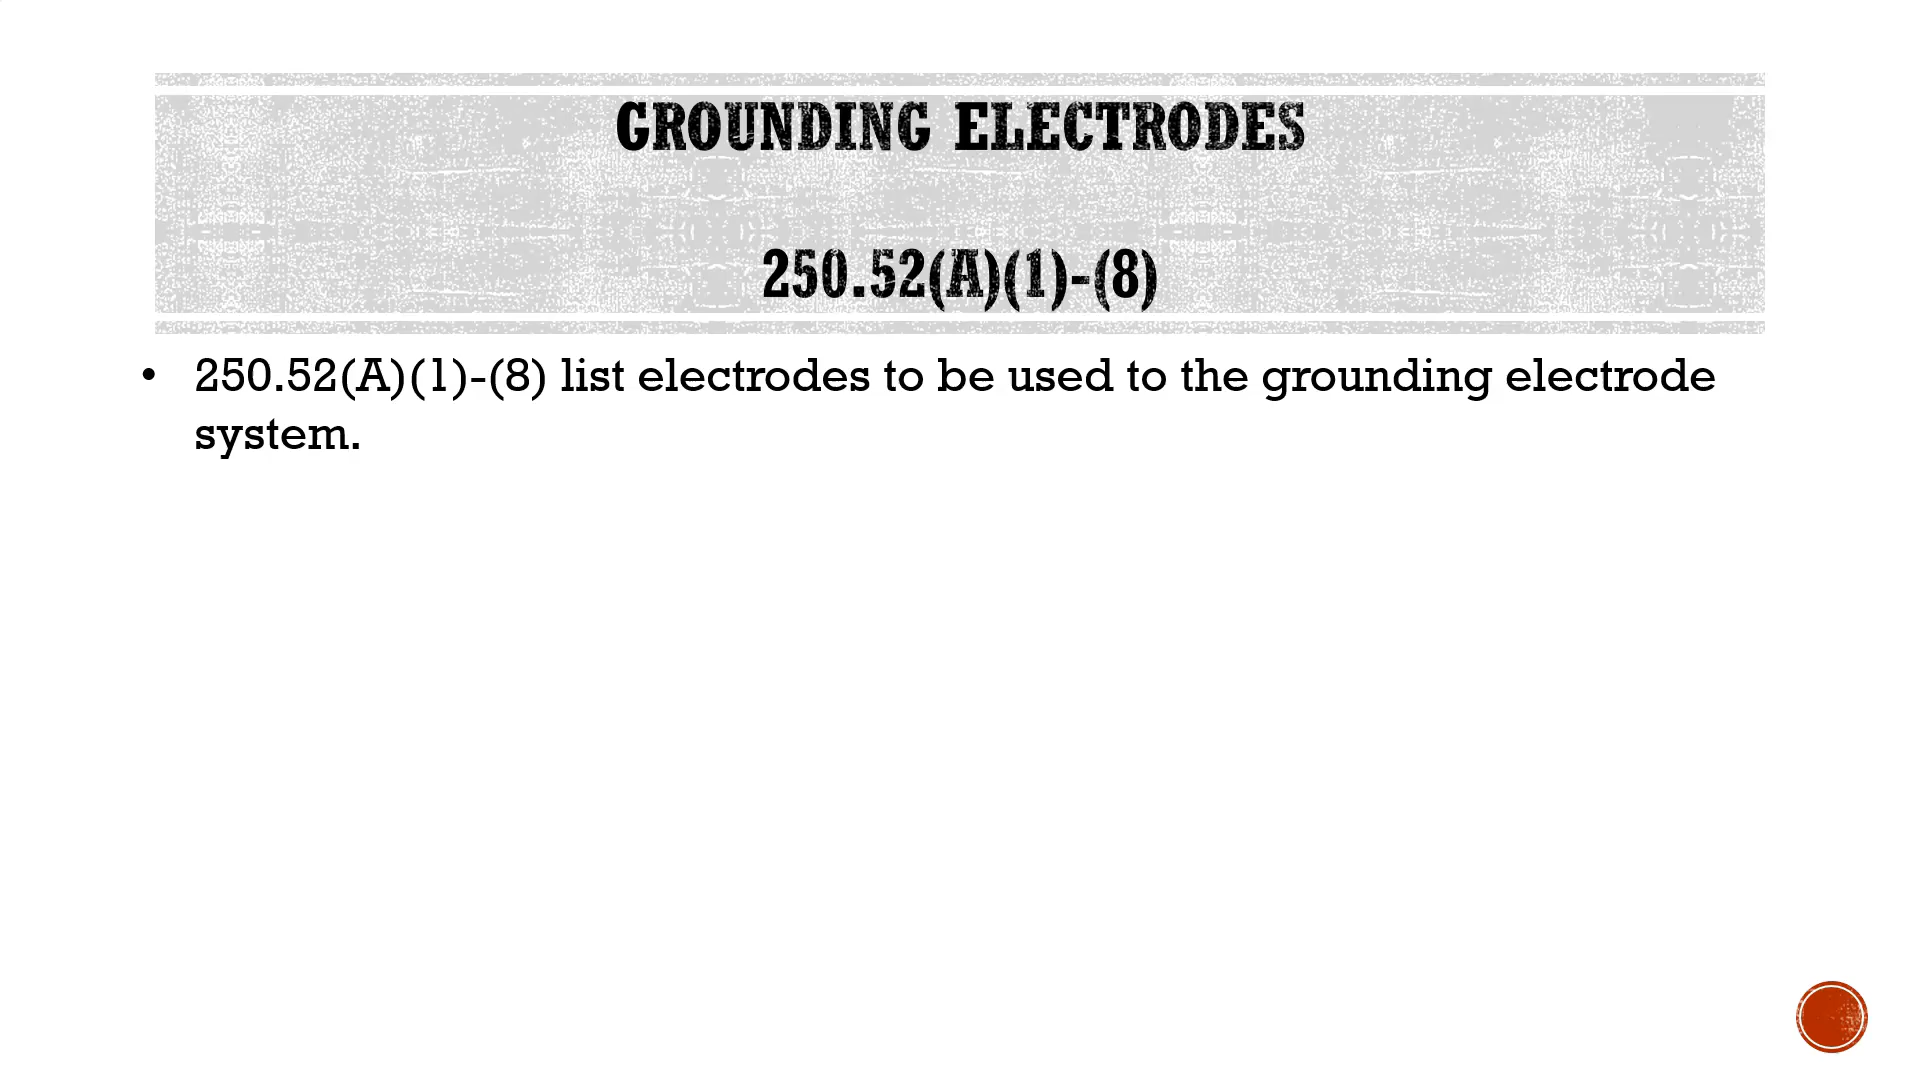 GROUNDING ELECTRODES
250.52(A)(1)-(8)
• 250.52(A)(1)-(8) list electrodes to be used to the grounding electrode
system.